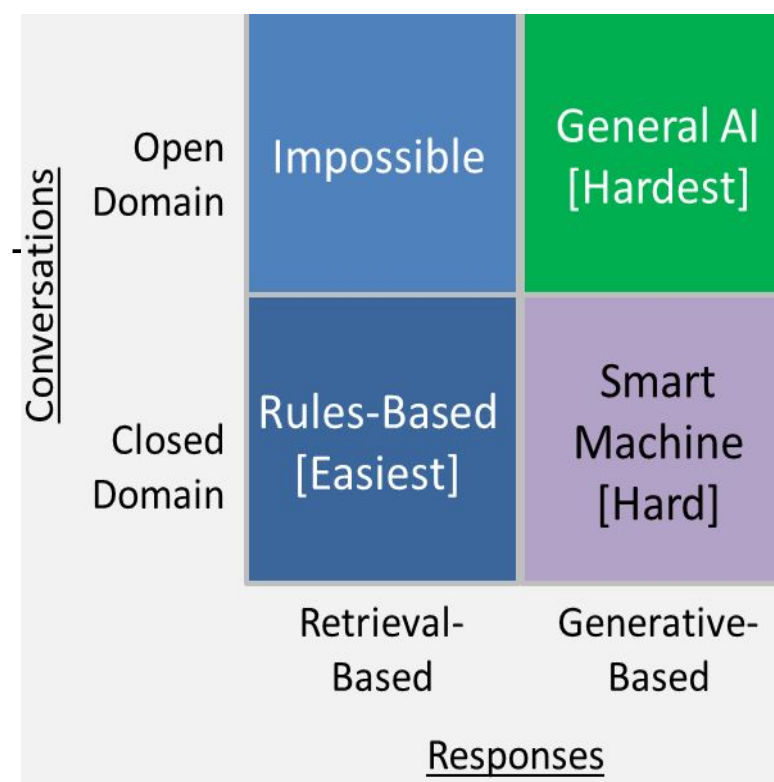 Conversations
Open
Domain
Impossible
General AI
[Hardest]
Closed
Domain
Rules-Based
[Easiest]
Smart
Machine
[Hard]
Retrieval-
Based
Generative-
Based
Responses